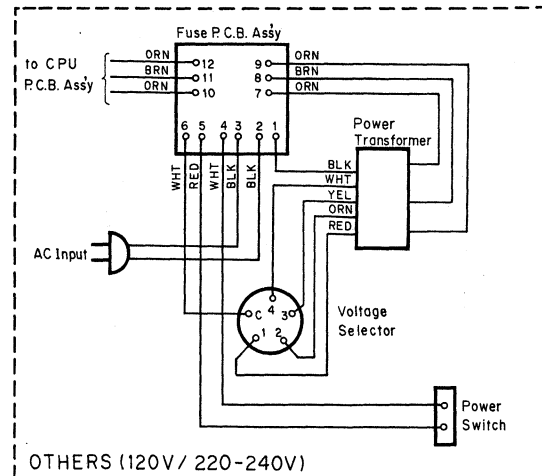 Fuse P.C.B. Ass'y
to CPU
P.C.B. Ass'y
ORN 12
BRN 11
ORN 10
9 ORN
8 BRN
7 ORN
6 5 4 3 2 1
WHT RED WHT BLK BLK
Power
Transformer
BLK
WHT
YEL
ORN
RED
AC Input
C 4 3
1 2
Voltage
Selector
Power
Switch
OTHERS (120V/ 220-240V)